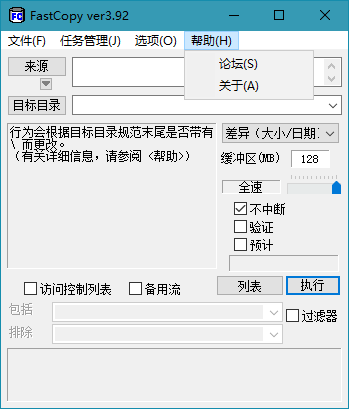 FastCopy ver3.92
文件(F) 任务管理(J) 选项(O) 帮助(H)
论坛(S)
关于(A)
来源
目标目录
行为会根据目标目录规范末尾是否带有
\ 而更改。
(有关详细信息，请参阅 <帮助>)
差异 (大小/日期)
缓冲区(MB) 128
全速
不中断
验证
预计
访问控制列表 备用流 列表 执行
包括
过滤器
排除